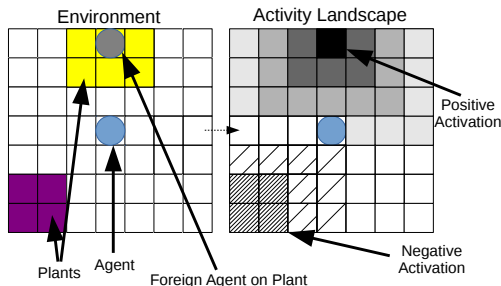 Environment
Activity Landscape
Positive
Activation
Plants
Agent
Foreign Agent on Plant
Negative
Activation